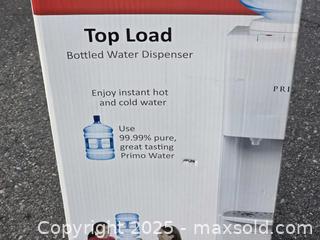 Top Load
Bottled Water Dispenser
Enjoy instant hot
and cold water
PRI
Use
99.99% pure,
great tasting
Primo Water
Copyright 2025 - maxsold.com